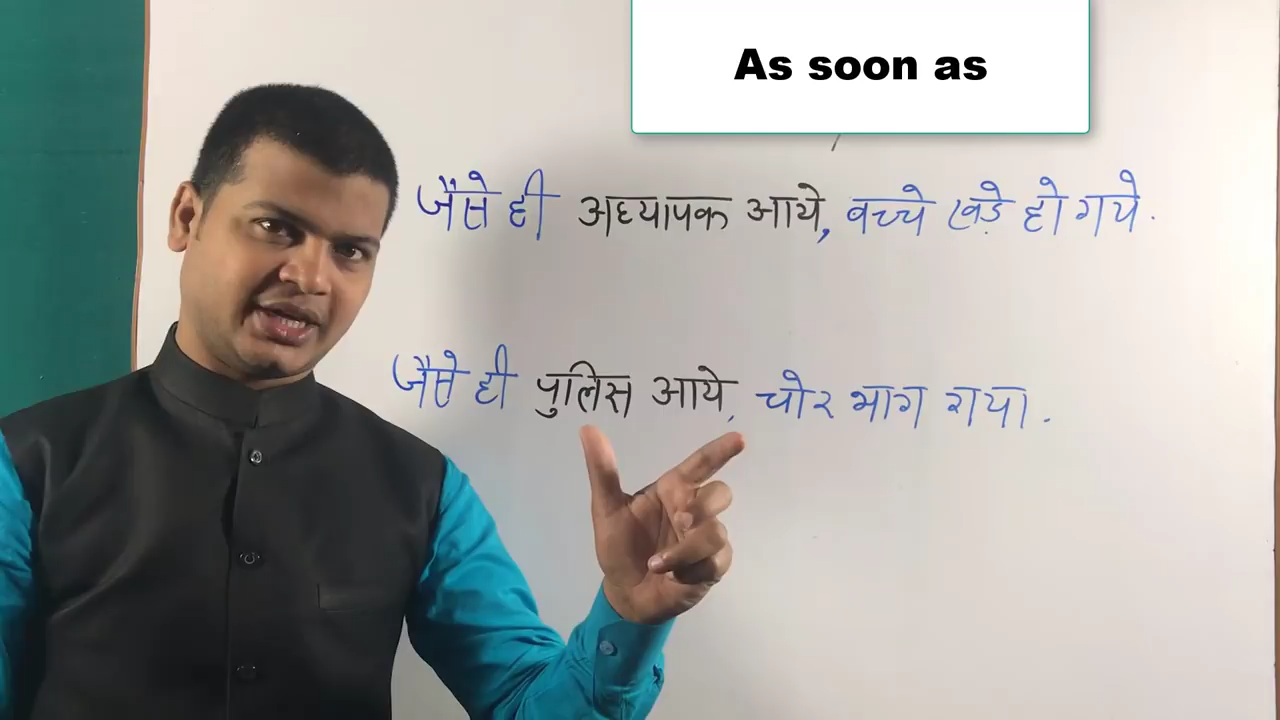 As soon as
जैसे ही अध्यापक आये, बच्चे खड़े हो गये.
जैसे ही पुलिस आये, चोर भाग गया.